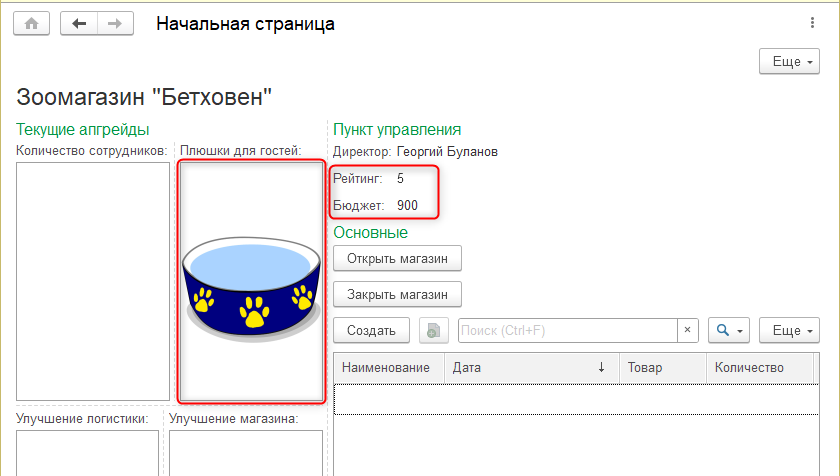 Начальная страница
Еще
Зоомагазин "Бетховен"
Текущие апгрейды
Количество сотрудников:
Плюшки для гостей:
Улучшение логистики:
Улучшение магазина:
Пункт управления
Директор: Георгий Буланов
Рейтинг: 5
Бюджет: 900
Основные
Открыть магазин
Закрыть магазин
Создать
Поиск (Ctrl+F)
×
Еще
Наименование Дата ↓ Товар Количество